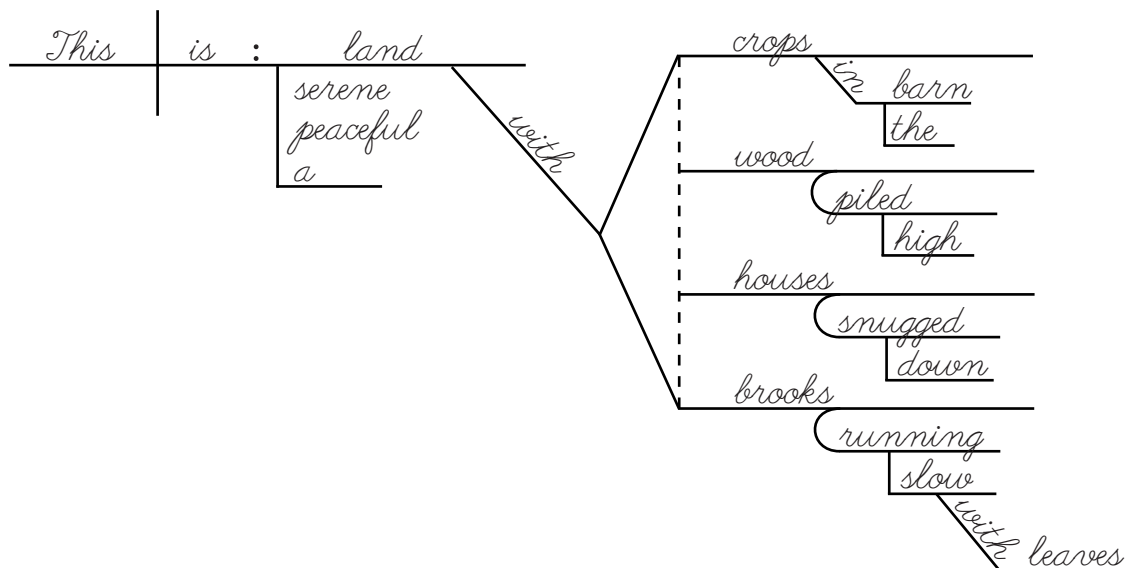 This is : land
serene
peaceful
a
with
crops
in
barn
the
wood
piled
high
houses
snugged
down
brooks
running
slow
with
leaves